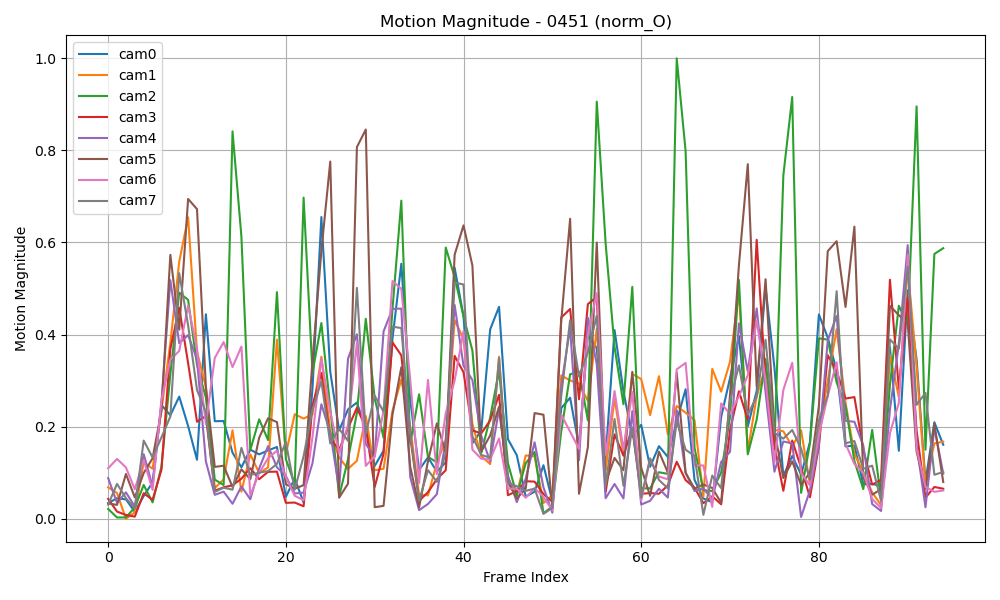 Motion Magnitude - 0451 (norm_O)
cam0
cam1
cam2
cam3
cam4
cam5
cam6
cam7
1.0
0.8
0.6
0.4
0.2
0.0
Motion Magnitude
0 20 40 60 80
Frame Index